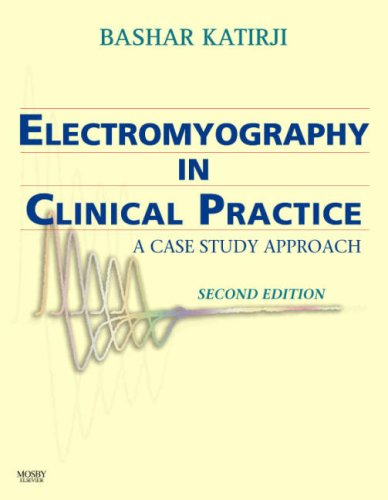 BASHAR KATIRJI
ELECTROMYOGRAPHY
IN
CLINICAL PRACTICE
A CASE STUDY APPROACH
SECOND EDITION
MOSBY
ELSEVIER